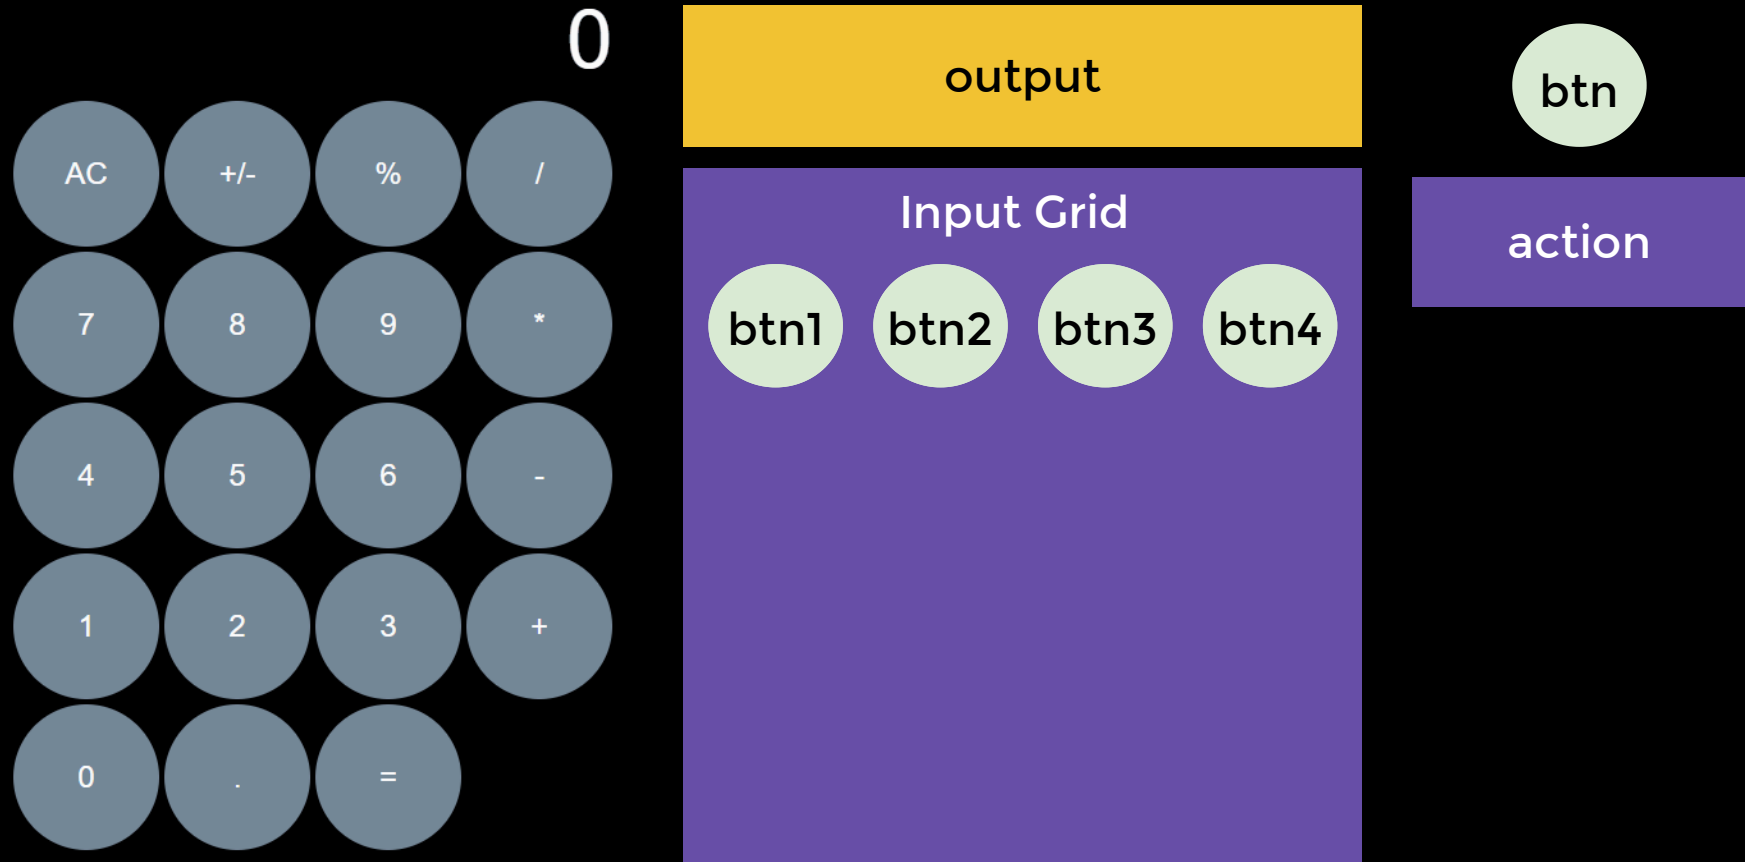 0
AC +/- % /
7 8 9 *
4 5 6 -
1 2 3 +
0 . =
output
Input Grid
btn1 btn2 btn3 btn4
btn
action